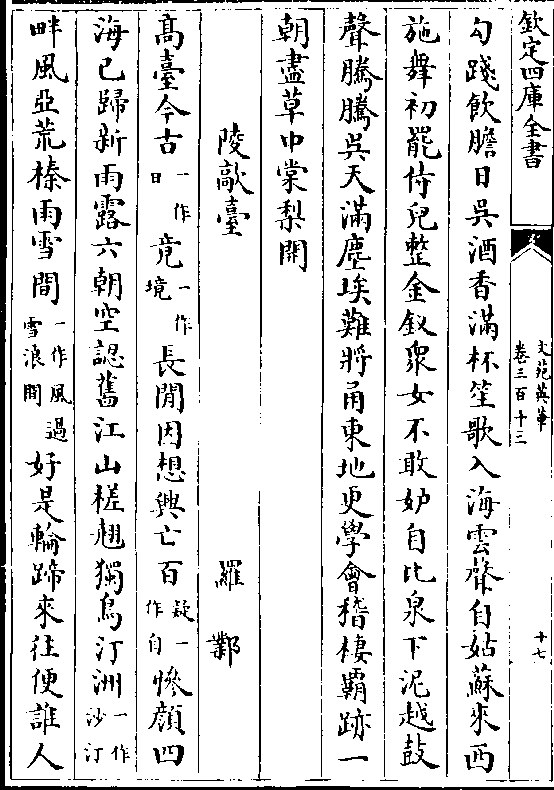 欽定四庫全書
文苑英華
卷三百十三
十七
勾踐飲膽日吳酒香滿杯笙歌入海雲聲自姑蘇來西
施舞初罷侍兒整金釵衆女不敢妒自比泉下泥越鼓
聲騰騰吳天滿塵埃難將甬東地更學會稽棲霸跡一
朝盡草中棠梨開
陵歊臺　羅鄴
髙臺今古一作日竟一作境長閒因想興亡百疑一作自慘顔四
海已歸新雨露六朝空認舊江山槎翹獨鳥汀洲一作沙汀
畔風亞荒榛雨雪間一作風過雪浪間好是輪蹄來往便誰人